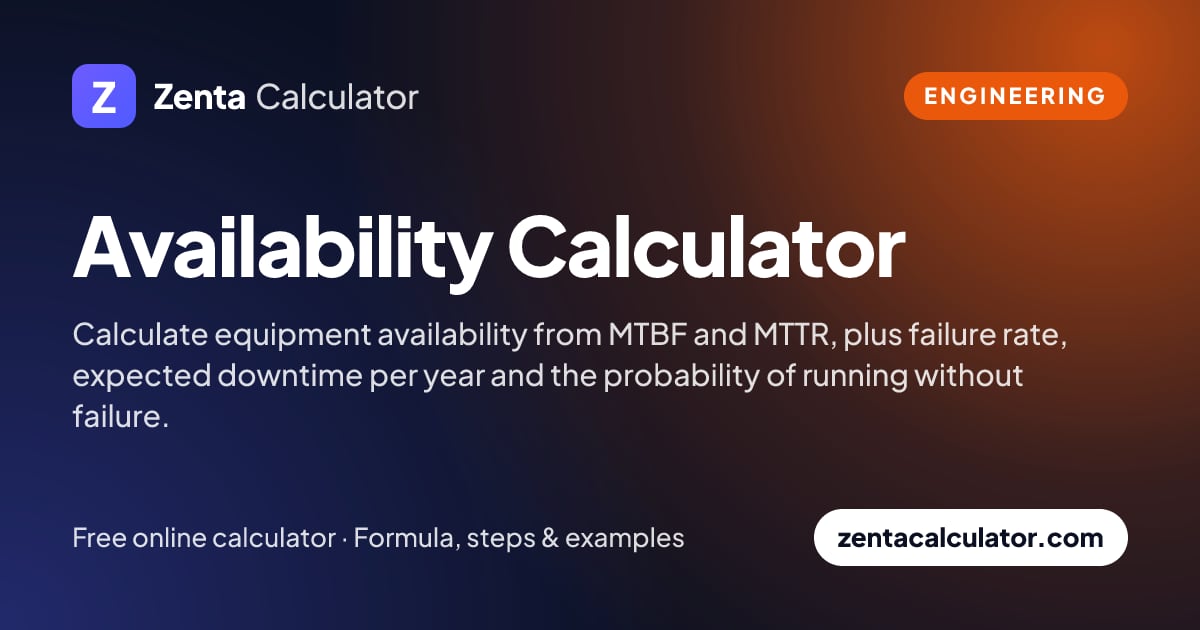 Z
Zenta Calculator
ENGINEERING
Availability Calculator
Calculate equipment availability from MTBF and MTTR, plus failure rate,
expected downtime per year and the probability of running without
failure.
Free online calculator · Formula, steps & examples
zentacalculator.com